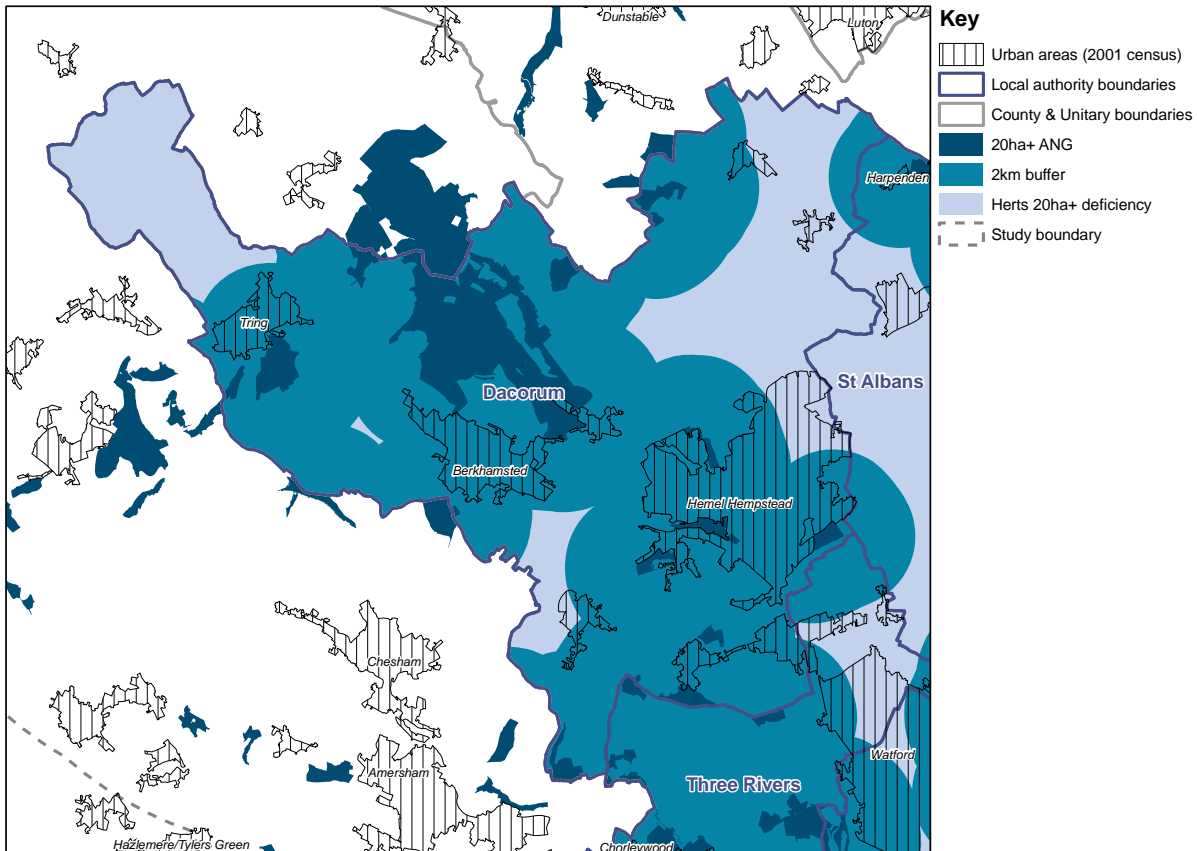 Dunstable
Luton
Harpenden
Tring
Dacorum
St Albans
Berkhamsted
Hemel Hempstead
Chesham
Amersham
Watford
Three Rivers
Hazlemere/Tylers Green
Chorleywood
Key
Urban areas (2001 census)
Local authority boundaries
County & Unitary boundaries
20ha+ ANG
2km buffer
Herts 20ha+ deficiency
Study boundary